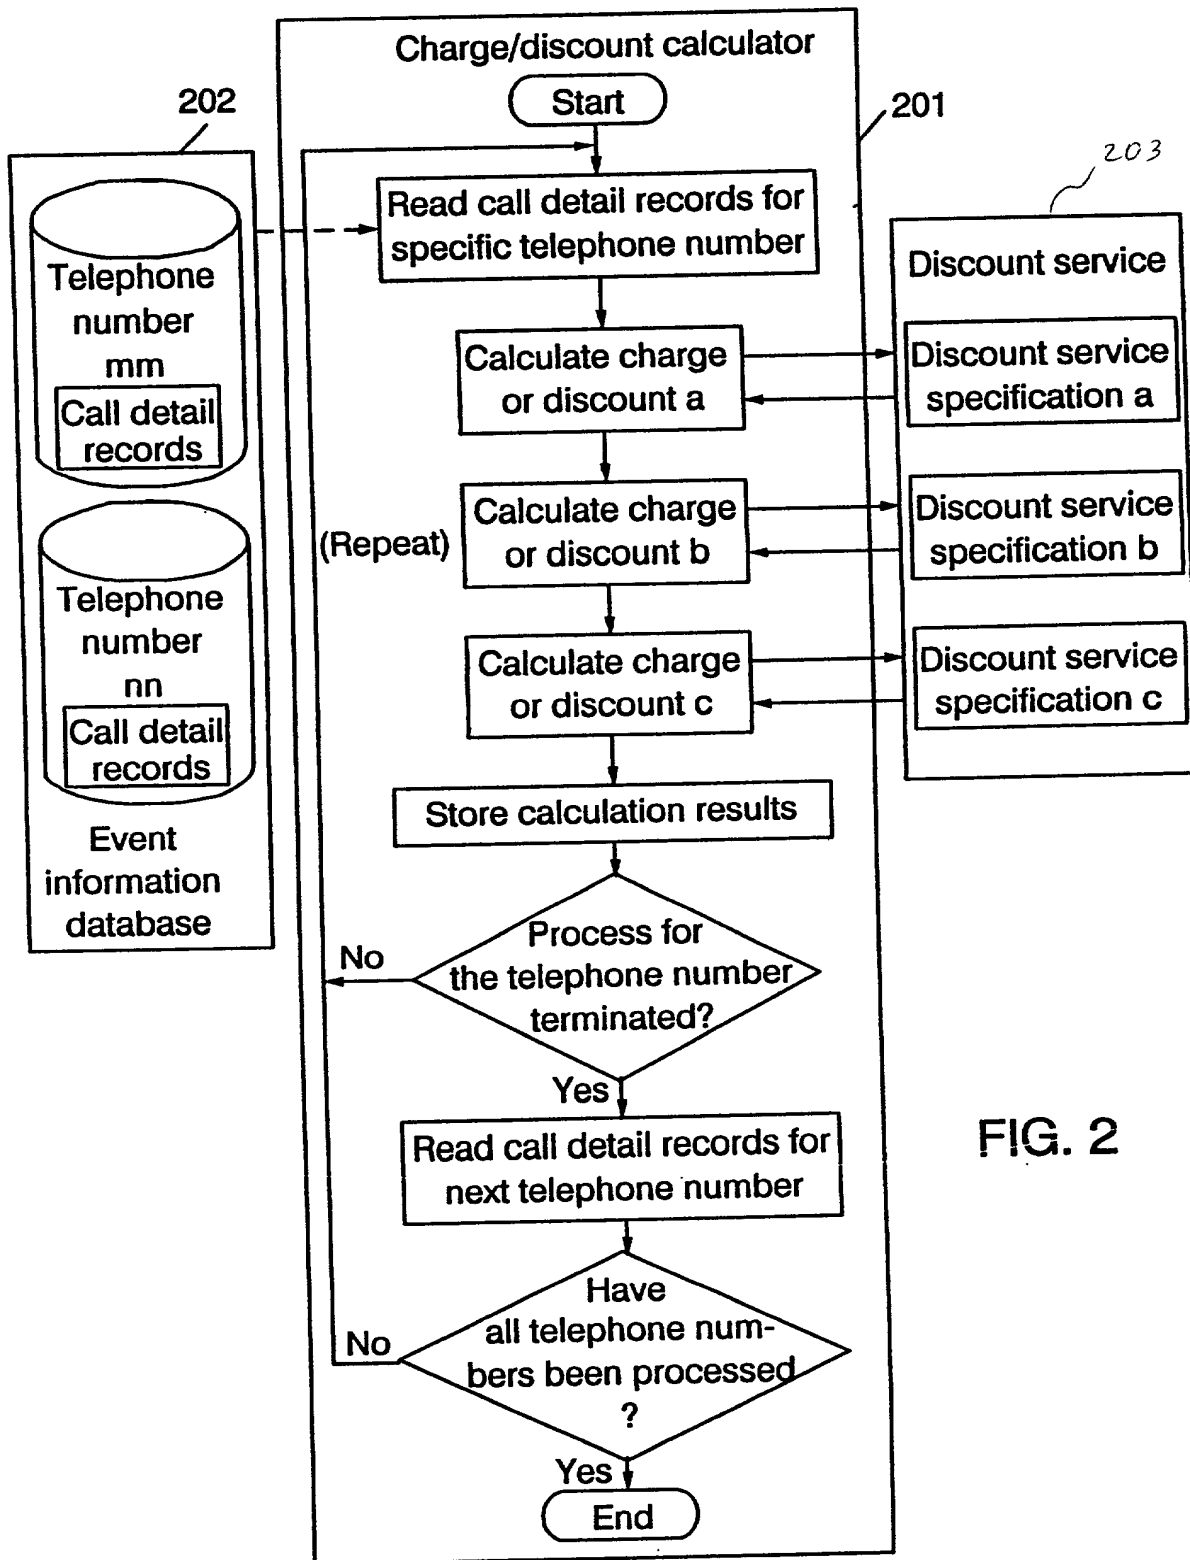 Charge/discount calculator
Start
202
201
203
Read call detail records for
specific telephone number
Telephone
number
mm
Call detail
records
Telephone
number
nn
Call detail
records
Event
information
database
Calculate charge
or discount a
(Repeat)
Calculate charge
or discount b
Calculate charge
or discount c
Discount service
Discount service
specification a
Discount service
specification b
Discount service
specification c
Store calculation results
Process for
the telephone number
terminated?
No
Yes
Read call detail records for
next telephone number
Have
all telephone num-
bers been processed
?
No
Yes
End
FIG. 2